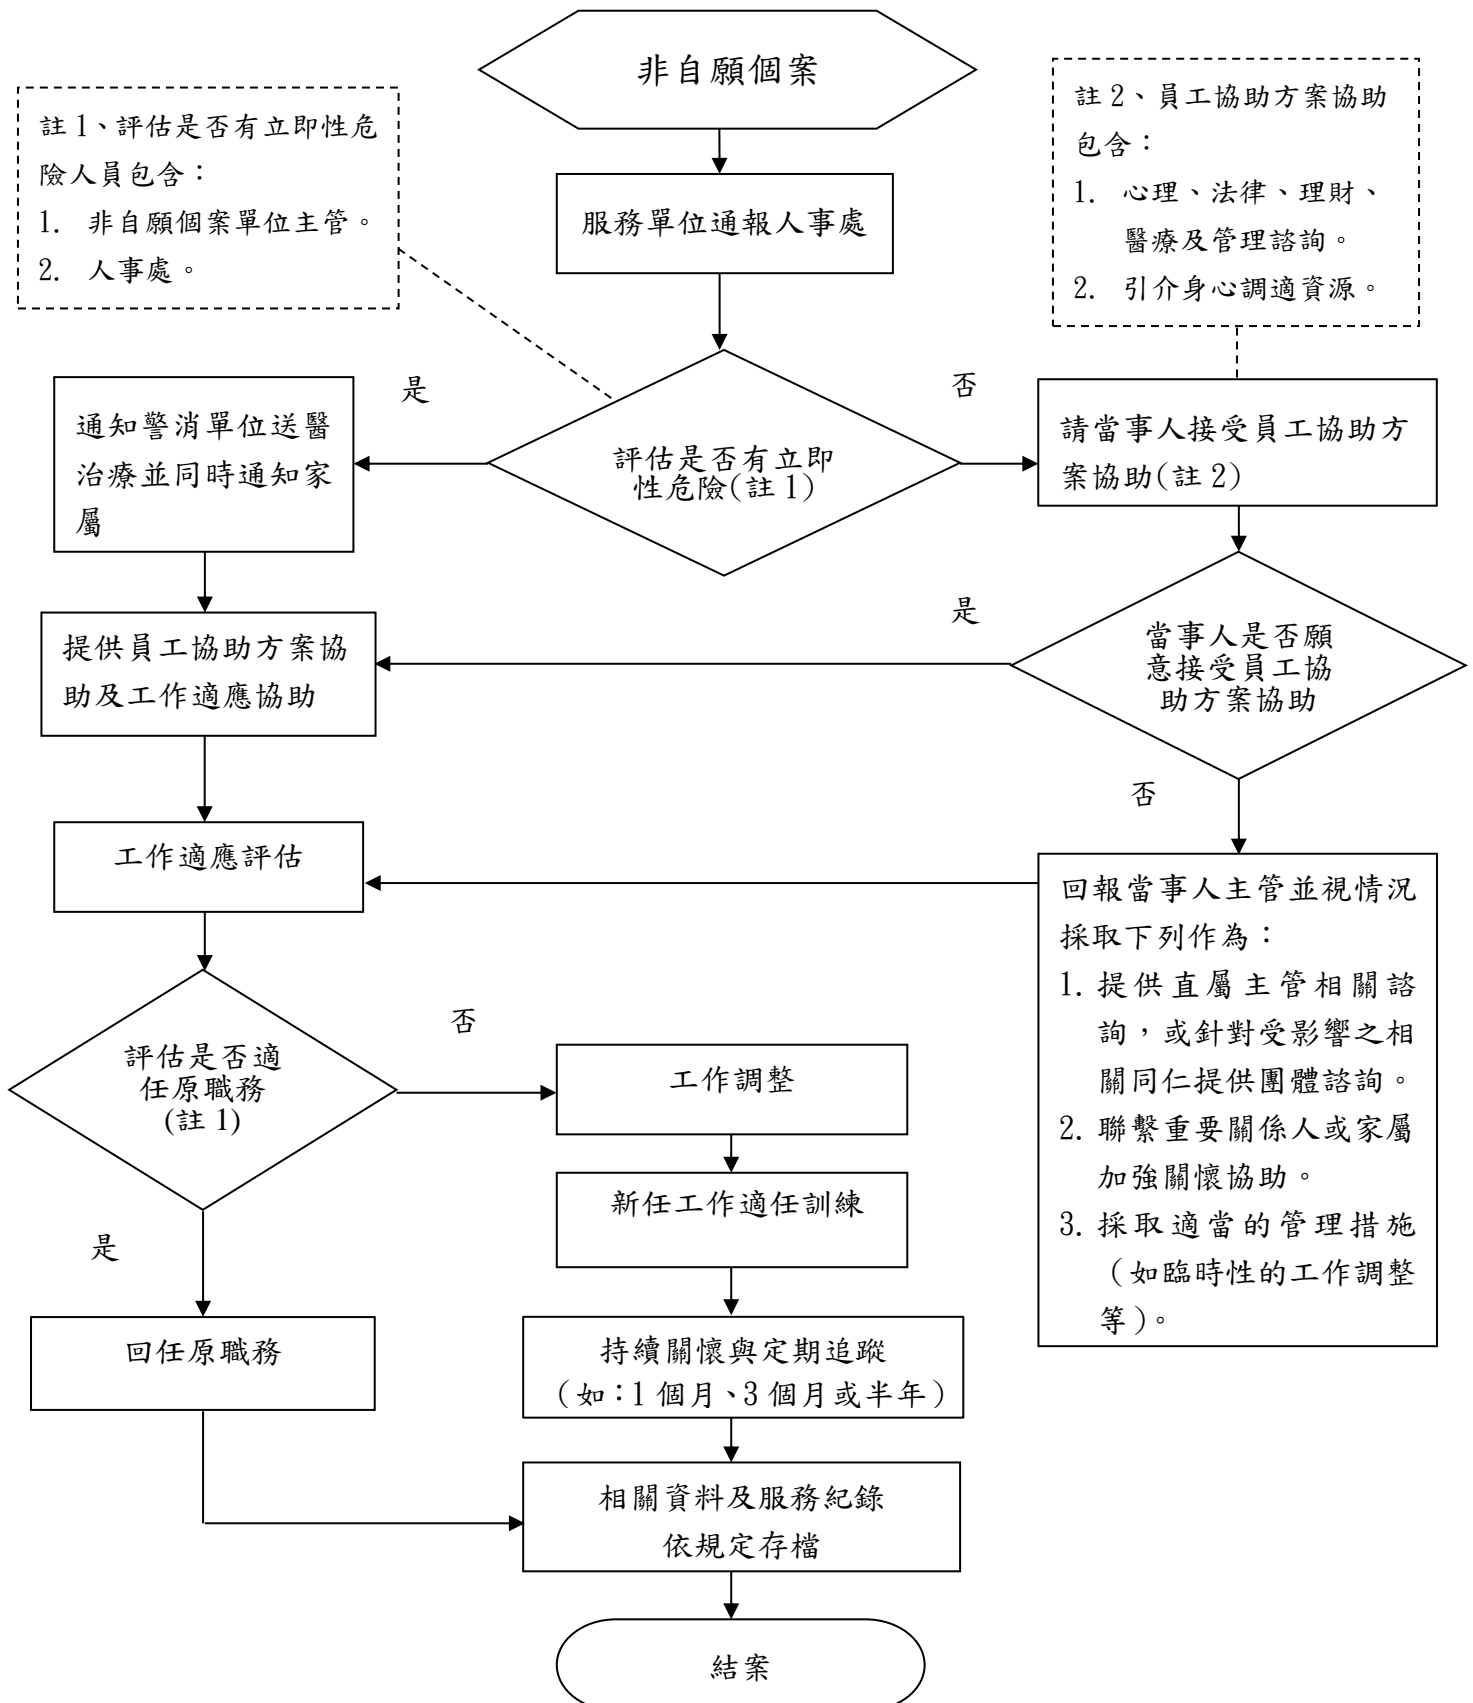 非自願個案
註 1、評估是否有立即性危
險人員包含：
1. 非自願個案單位主管。
2. 人事處。
註 2、員工協助方案協助
包含：
1. 心理、法律、理財、
醫療及管理諮詢。
2. 引介身心調適資源。
服務單位通報人事處
是
否
通知警消單位送醫
治療並同時通知家
屬
評估是否有立即
性危險(註 1)
請當事人接受員工協助方
案協助(註 2)
提供員工協助方案協
助及工作適應協助
是
當事人是否願
意接受員工協
助方案協助
否
工作適應評估
回報當事人主管並視情況
採取下列作為：
1. 提供直屬主管相關諮
詢，或針對受影響之相
關同仁提供團體諮詢。
2. 聯繫重要關係人或家屬
加強關懷協助。
3. 採取適當的管理措施
（如臨時性的工作調整
等）。
評估是否適
任原職務
(註 1)
否
工作調整
新任工作適任訓練
是
回任原職務
持續關懷與定期追蹤
（如：1 個月、3 個月或半年）
相關資料及服務紀錄
依規定存檔
結案